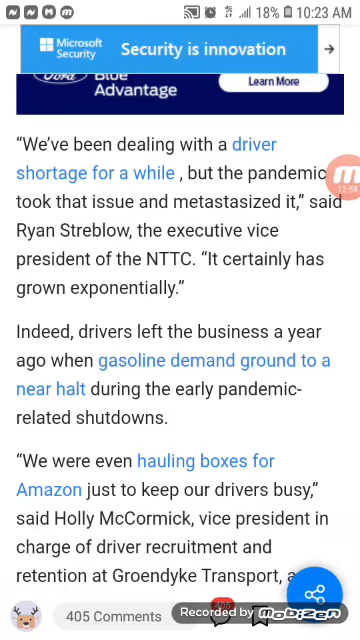 18% 10:23 AM
Microsoft
Security
Security is innovation
Ford
Blue
Advantage
Learn More
“We’ve been dealing with a driver
shortage for a while , but the pandemic
took that issue and metastasized it,” said
Ryan Streblow, the executive vice
president of the NTTC. “It certainly has
grown exponentially.”
12:58
Indeed, drivers left the business a year
ago when gasoline demand ground to a
near halt during the early pandemic-
related shutdowns.
“We were even hauling boxes for
Amazon just to keep our drivers busy,”
said Holly McCormick, vice president in
charge of driver recruitment and
retention at Groendyke Transport,
405 Comments
405
Recorded by mobizen